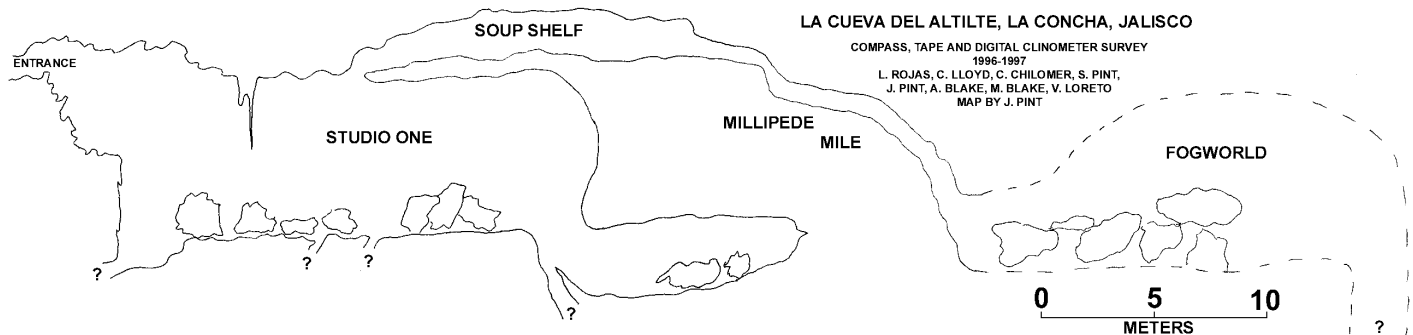 LA CUEVA DEL ALTILTE, LA CONCHA, JALISCO
COMPASS, TAPE AND DIGITAL CLINOMETER SURVEY
1996-1997
L. ROJAS, C. LLOYD, C. CHILOMER, S. PINT,
J. PINT, A. BLAKE, M. BLAKE, V. LORETO
MAP BY J. PINT
SOUP SHELF
ENTRANCE
STUDIO ONE
MILLIPEDE
MILE
FOGWORLD
?
?
?
?
?
0 5 10
METERS